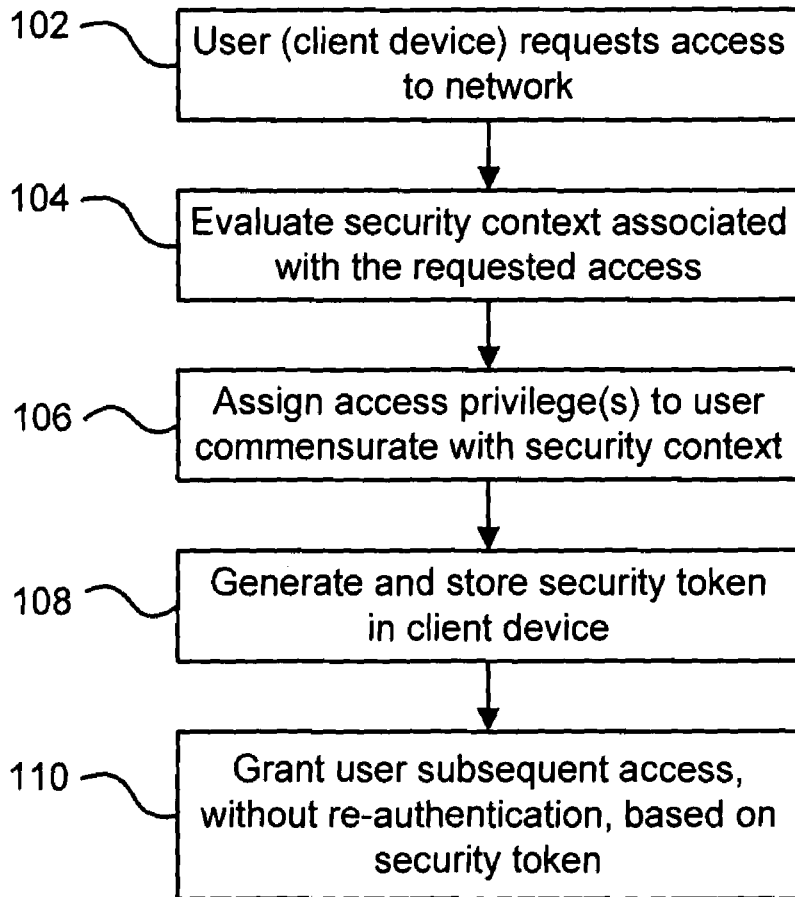 102
User (client device) requests access
to network
104
Evaluate security context associated
with the requested access
106
Assign access privilege(s) to user
commensurate with security context
108
Generate and store security token
in client device
110
Grant user subsequent access,
without re-authentication, based on
security token